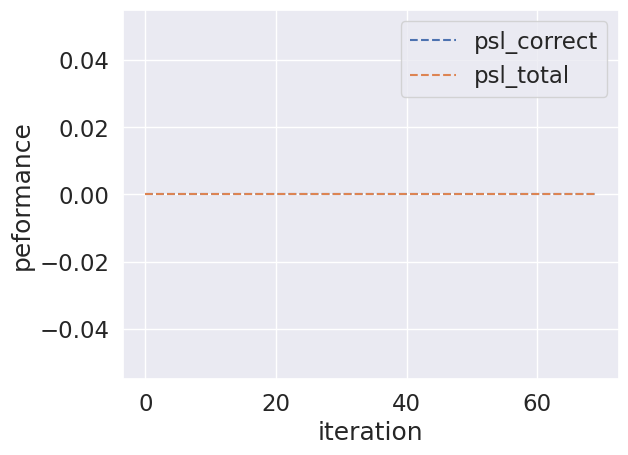 psl_correct
psl_total
0.04
0.02
0.00
−0.02
−0.04
peformance
0 20 40 60
iteration